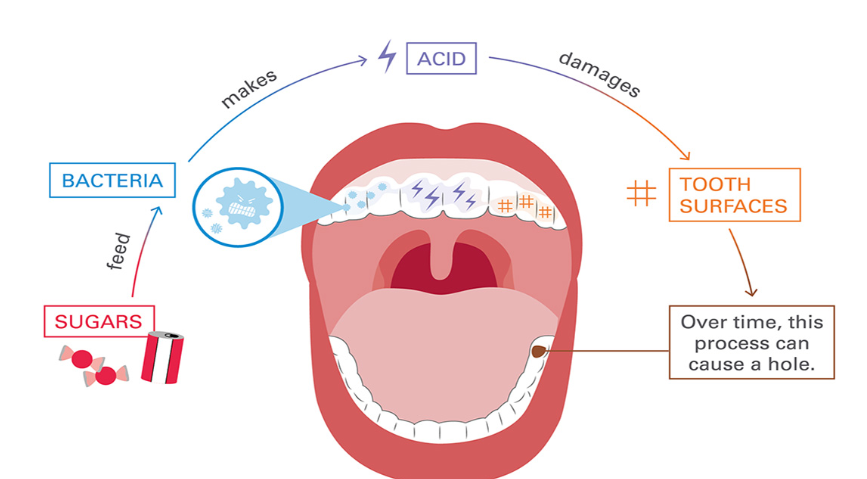 SUGARS
feed
BACTERIA
makes
ACID
damages
TOOTH
SURFACES
Over time, this
process can
cause a hole.